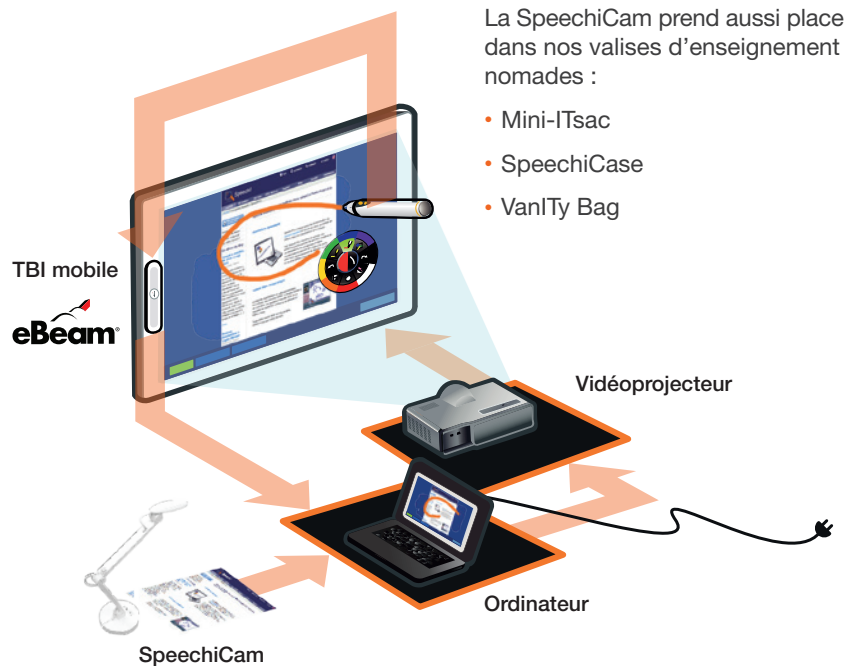 La SpeechiCam prend aussi place
dans nos valises d’enseignement
nomades :
• Mini-ITsac
• SpeechiCase
• VanITy Bag
TBI mobile
eBeam®
Vidéoprojecteur
Ordinateur
SpeechiCam